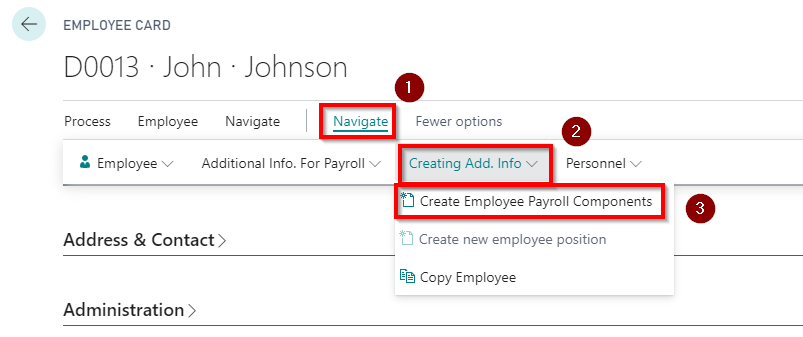 EMPLOYEE CARD
D0013 · John · Johnson
1
Process Employee Navigate Navigate Fewer options
2
Employee Additional Info. For Payroll Creating Add. Info Personnel
Create Employee Payroll Components
3
Address & Contact
Create new employee position
Copy Employee
Administration